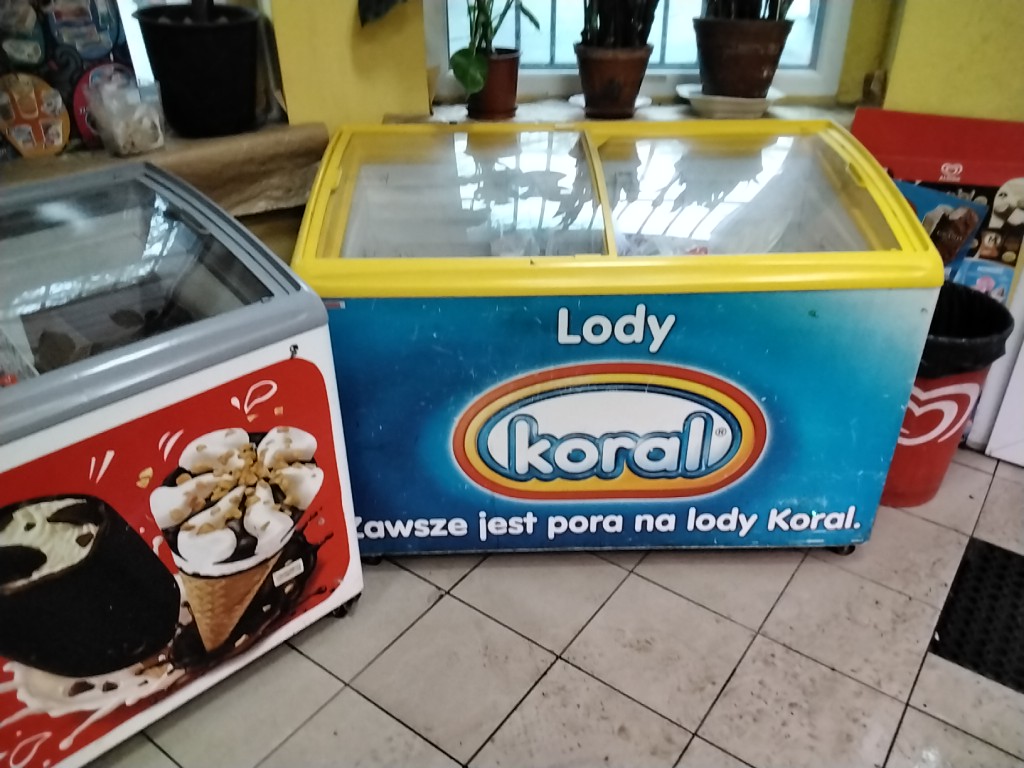 Lody
koral®
Zawsze jest pora na lody Koral.